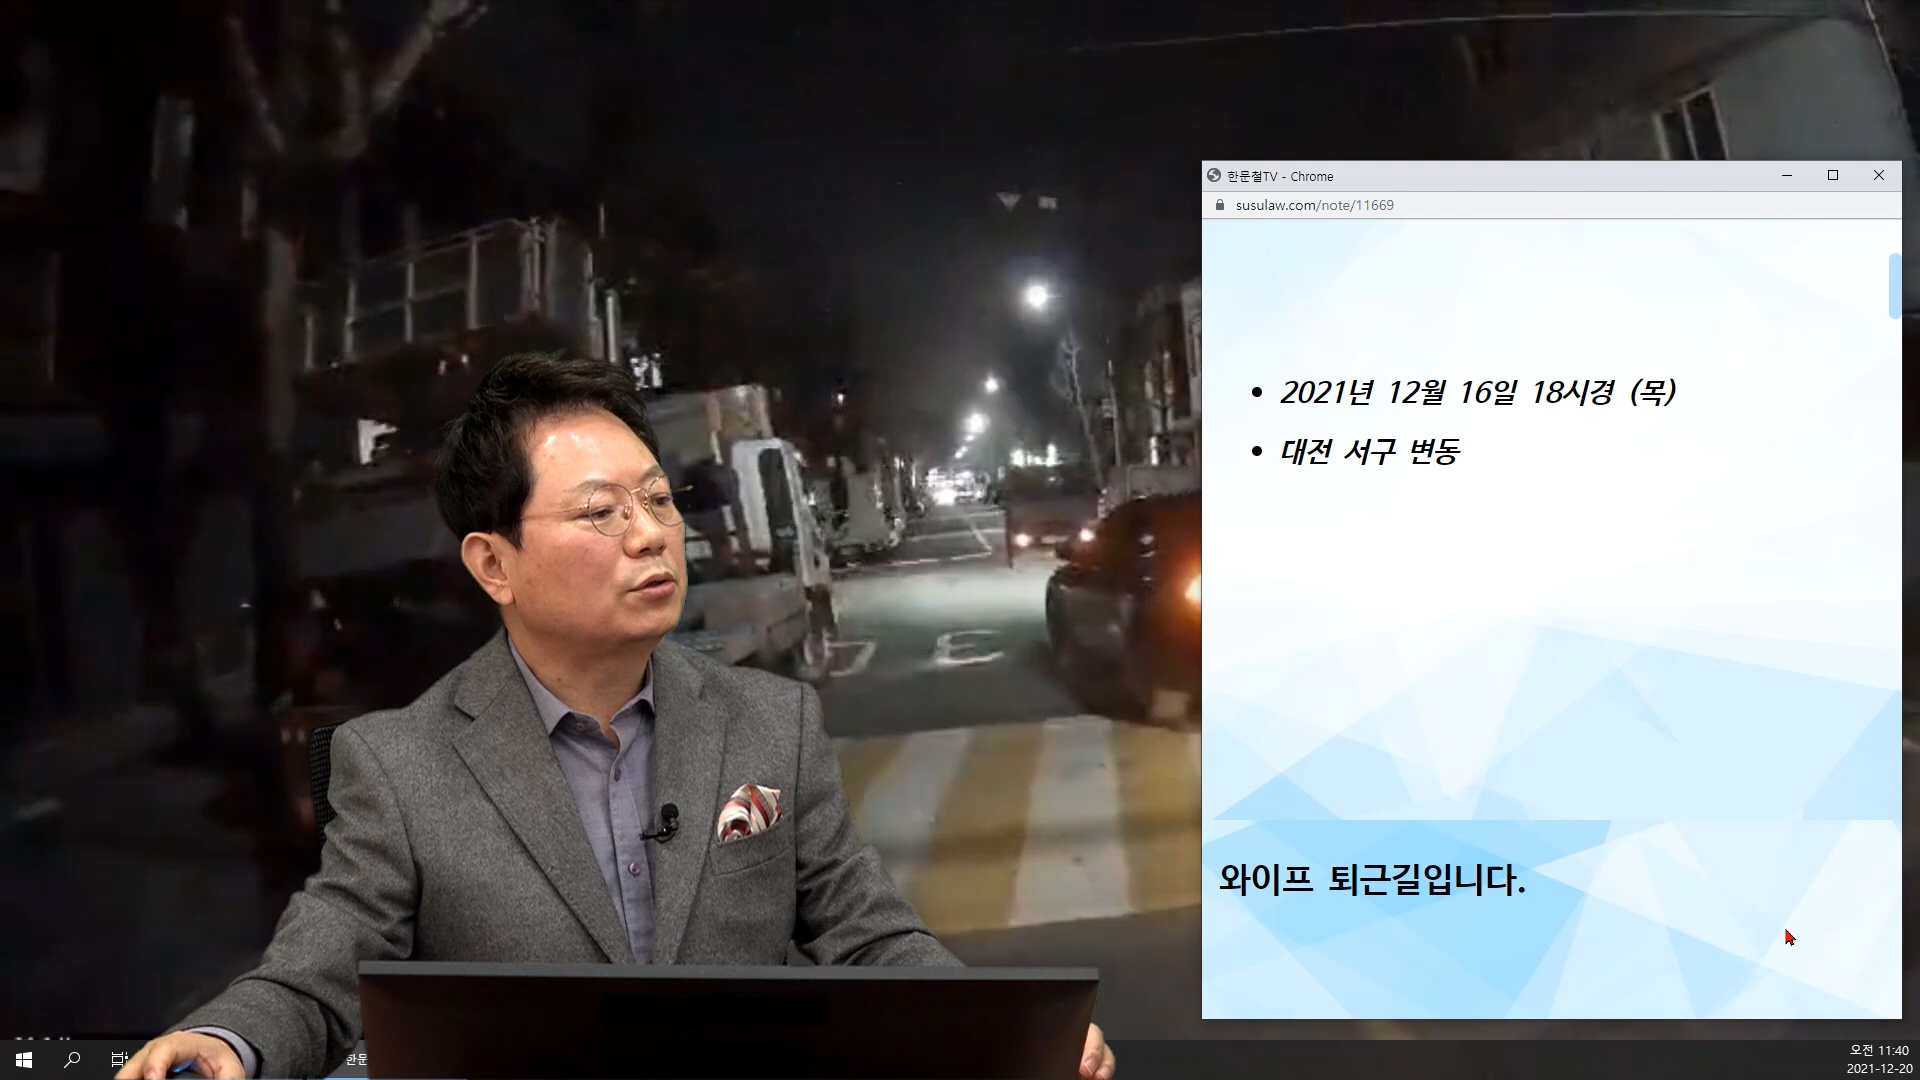 한문철TV - Chrome
susulaw.com/note/11669
• 2021년 12월 16일 18시경 (목)
• 대전 서구 변동
와이프 퇴근길입니다.
한문
오전 11:40
2021-12-20